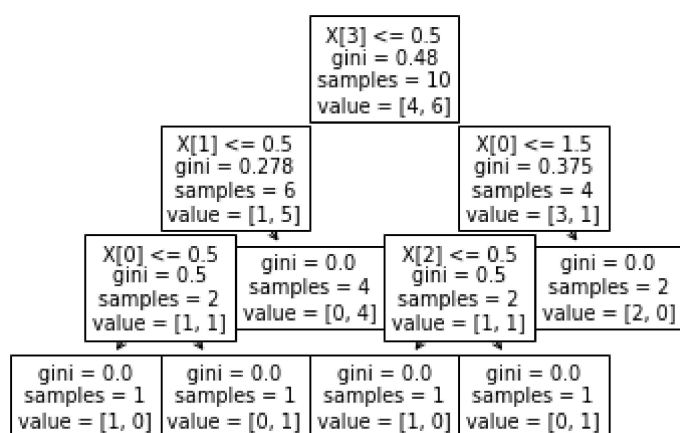 X[3] <= 0.5
gini = 0.48
samples = 10
value = [4, 6]
X[1] <= 0.5
gini = 0.278
samples = 6
value = [1, 5]
X[0] <= 1.5
gini = 0.375
samples = 4
value = [3, 1]
X[0] <= 0.5
gini = 0.5
samples = 2
value = [1, 1]
gini = 0.0
samples = 4
value = [0, 4]
X[2] <= 0.5
gini = 0.5
samples = 2
value = [1, 1]
gini = 0.0
samples = 2
value = [2, 0]
gini = 0.0
samples = 1
value = [1, 0]
gini = 0.0
samples = 1
value = [0, 1]
gini = 0.0
samples = 1
value = [1, 0]
gini = 0.0
samples = 1
value = [0, 1]